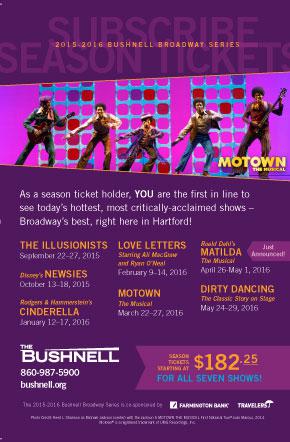 SUBSCRIBE
2015-2016 BUSHNELL BROADWAY SERIES
SEASON TICKETS
MOTOWN
THE MUSICAL
As a season ticket holder, YOU are the first in line to
see today's hottest, most critically-acclaimed shows –
Broadway's best, right here in Hartford!
THE ILLUSIONISTS
September 22–27, 2015
Disney's NEWSIES
October 13–18, 2015
Rodgers & Hammerstein's
CINDERELLA
January 12–17, 2016
LOVE LETTERS
Starring Ali MacGraw
and Ryan O'Neal
February 9–14, 2016
MOTOWN
The Musical
March 22–27, 2016
Roald Dahl's
MATILDA
The Musical
April 26-May 1, 2016
Just
Announced!
DIRTY DANCING
The Classic Story on Stage
May 24–29, 2016
THE
BUSHNELL
860-987-5900
bushnell.org
SEASON
TICKETS
STARTING AT
$182.25
FOR ALL SEVEN SHOWS!
The 2015-2016 Bushnell Broadway Series is co-sponsored by
FARMINGTON BANK
TRAVELERS